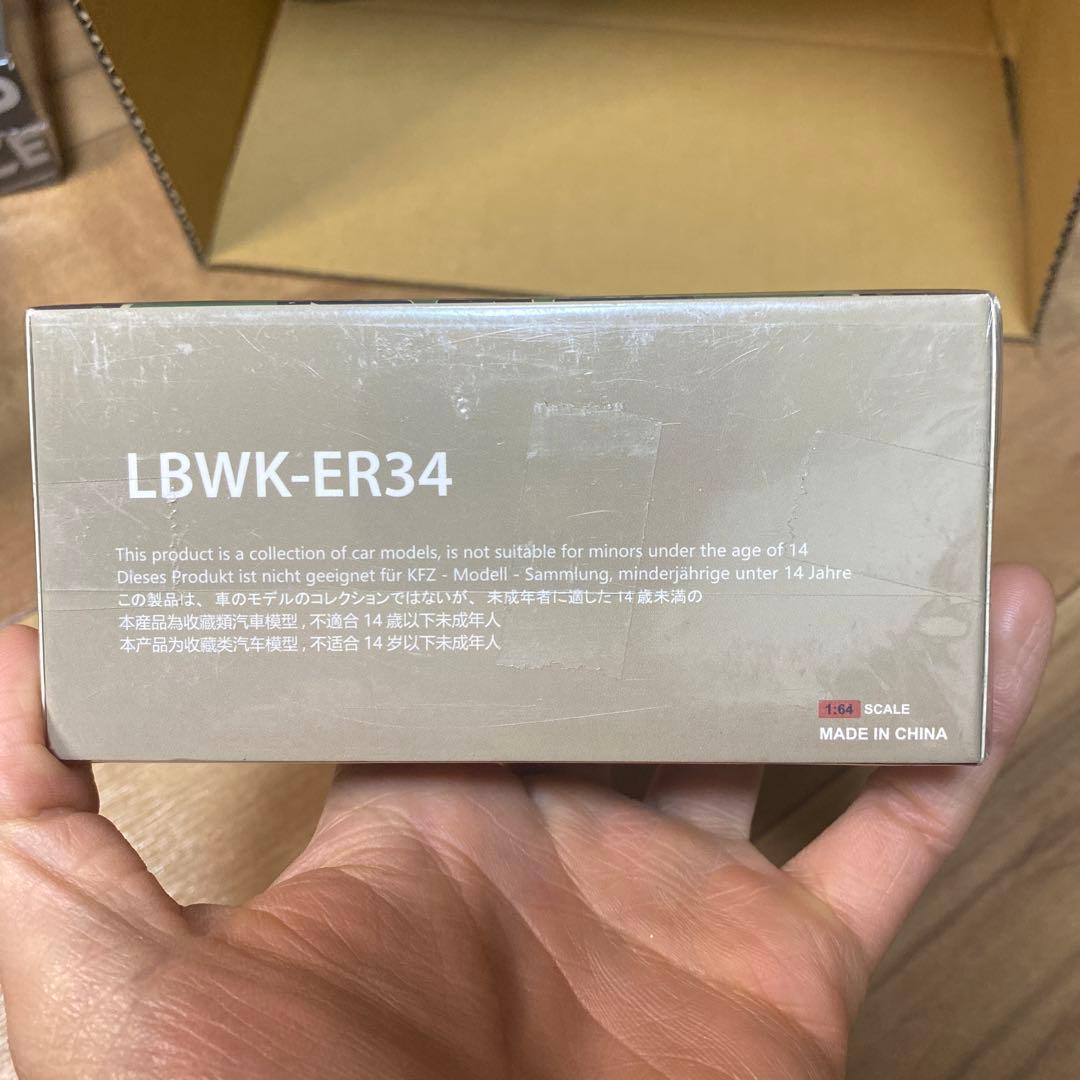 LBWK-ER34
This product is a collection of car models, is not suitable for minors under the age of 14
Dleses Produkt ist nicht geeignet für KFZ - Modell - Sammlung, minderjährige unter 14 Jahre
この製品は、車のモデルのコレクションではないが、未成年者に適した 14 歳未満の
本産品為收藏類汽車模型 , 不適合 14 歲以下未成年人
本产品为收藏类汽车模型 , 不适合 14 岁以下未成年人
1:64 SCALE
MADE IN CHINA